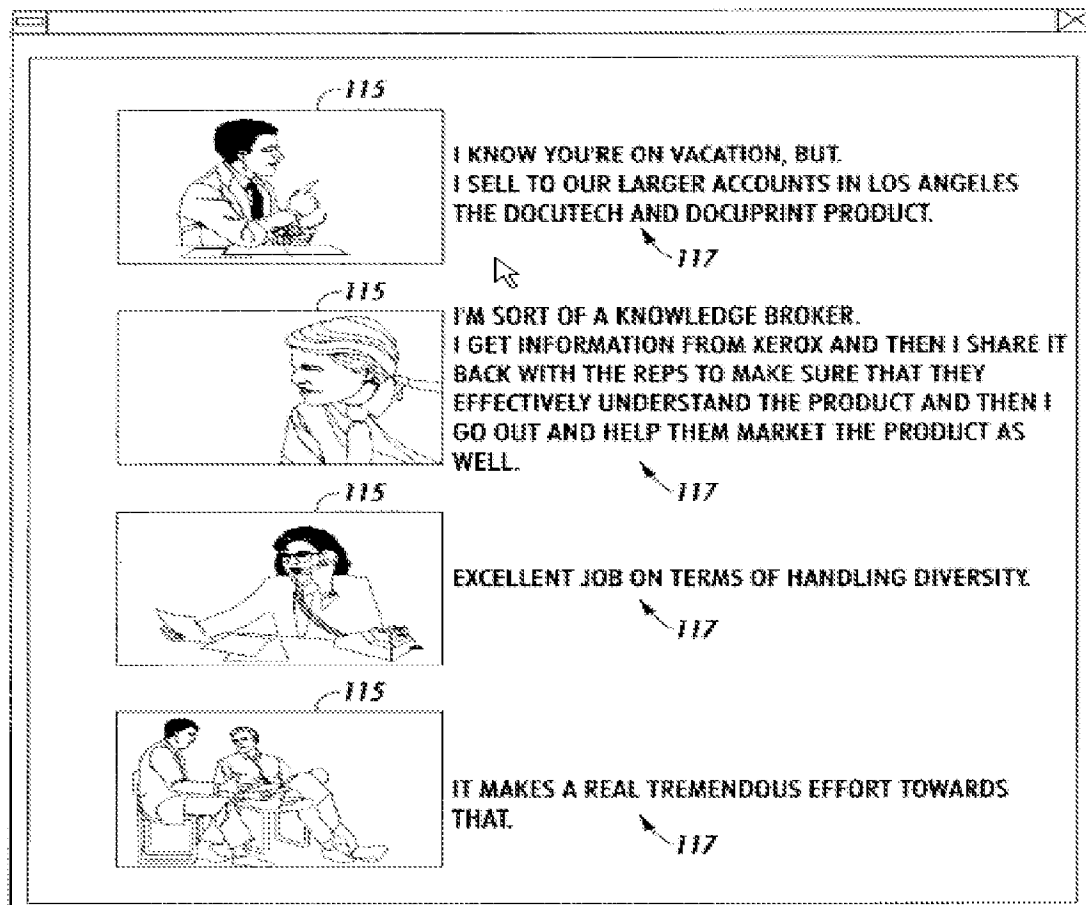 115
I KNOW YOU'RE ON VACATION, BUT.
I SELL TO OUR LARGER ACCOUNTS IN LOS ANGELES
THE DOCUTECH AND DOCUPRINT PRODUCT.
117
115
I'M SORT OF A KNOWLEDGE BROKER.
I GET INFORMATION FROM XEROX AND THEN I SHARE IT
BACK WITH THE REPS TO MAKE SURE THAT THEY
EFFECTIVELY UNDERSTAND THE PRODUCT AND THEN I
GO OUT AND HELP THEM MARKET THE PRODUCT AS
WELL.
117
115
EXCELLENT JOB ON TERMS OF HANDLING DIVERSITY.
117
115
IT MAKES A REAL TREMENDOUS EFFORT TOWARDS
THAT.
117